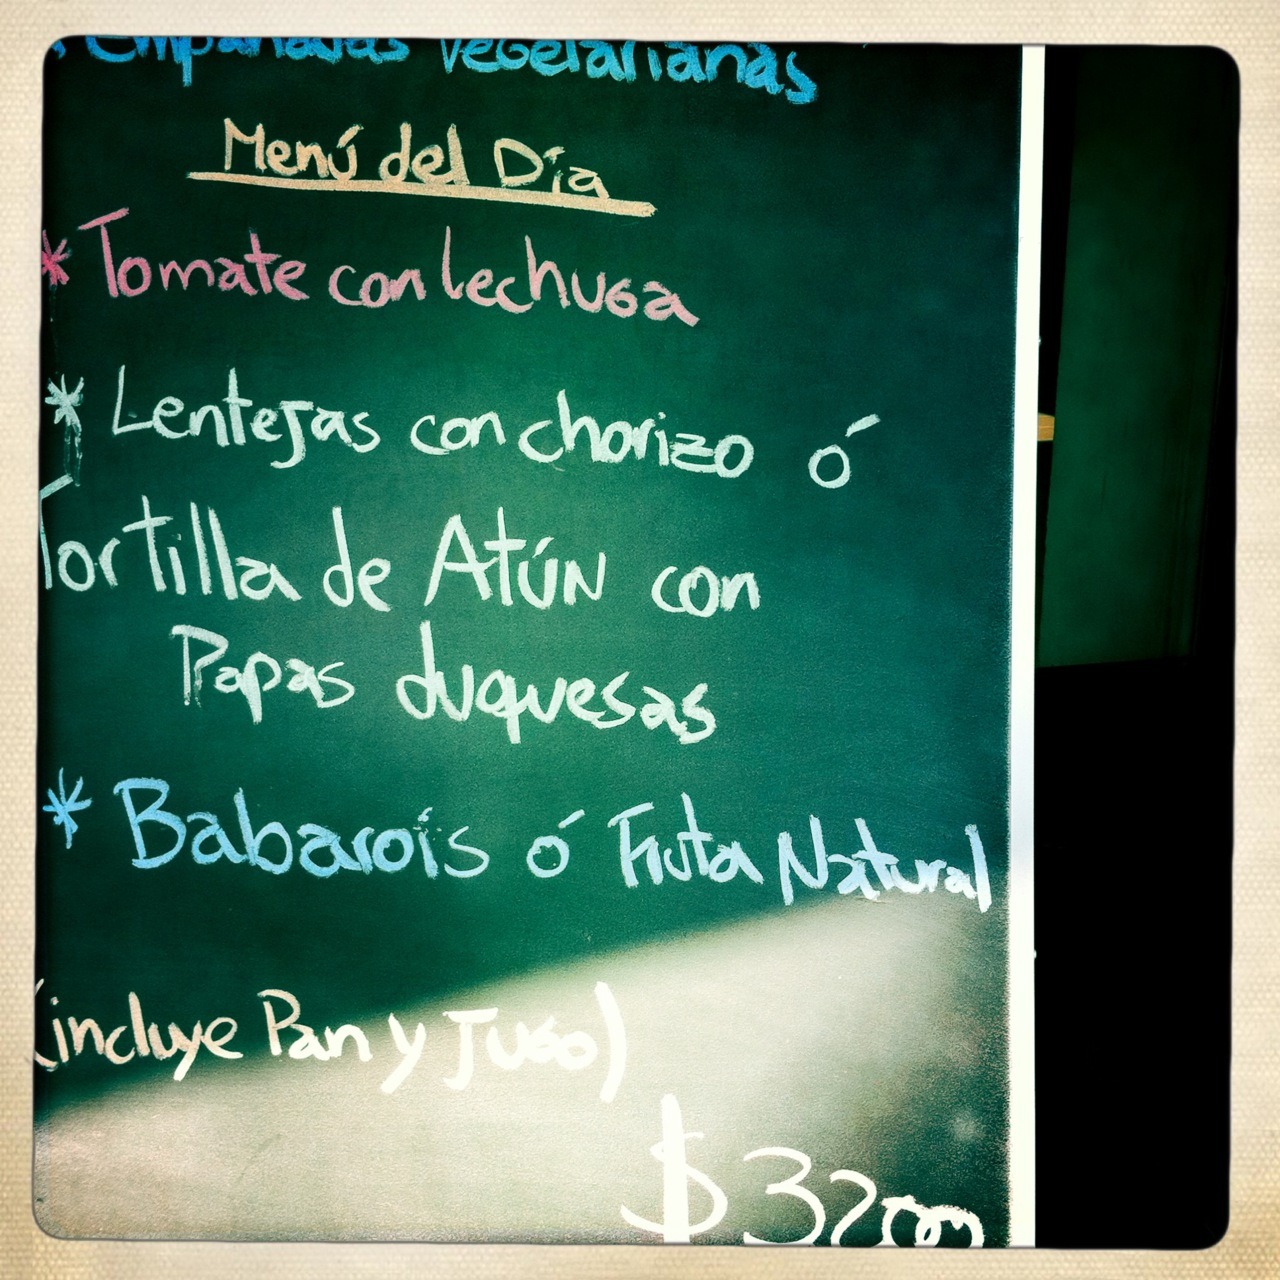 * Empanadas Vegetarianas
Menú del Día
* Tomate con lechuga
* Lentejas con chorizo ó
Tortilla de Atún con
Papas duquesas
* Babarois ó Fruta Natural
(incluye Pan y Jugo)
$ 3200